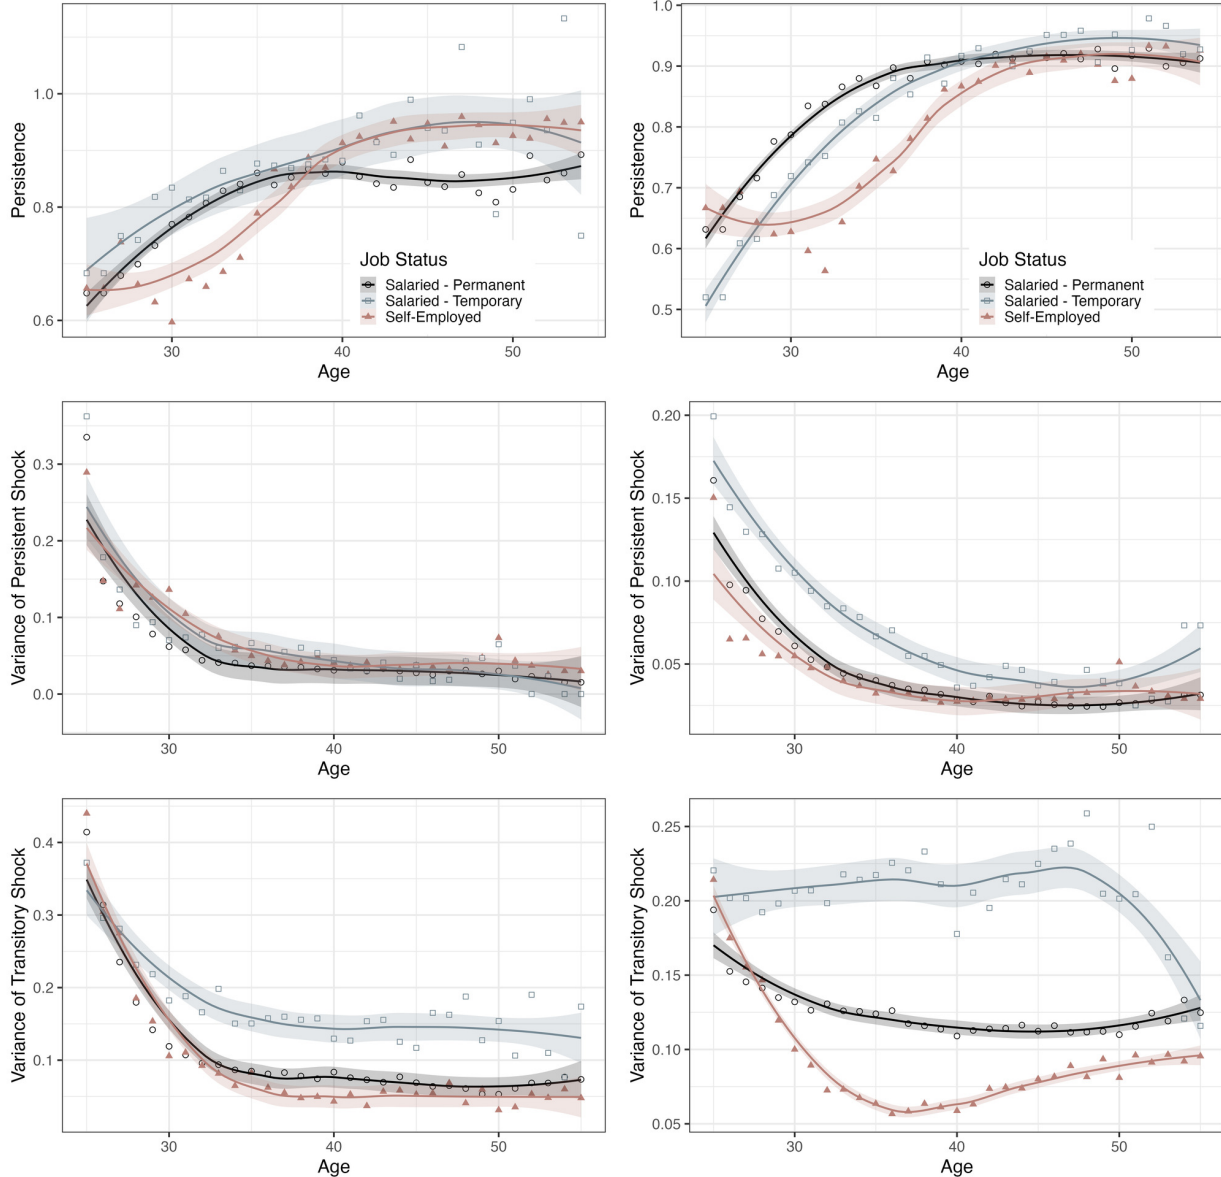 Persistence
1.0
0.8
0.6
30
40
50
Age
Job Status
Salaried - Permanent
Salaried - Temporary
Self-Employed
Persistence
1.0
0.9
0.8
0.7
0.6
0.5
30
40
50
Age
Job Status
Salaried - Permanent
Salaried - Temporary
Self-Employed
Variance of Persistent Shock
0.3
0.2
0.1
0.0
30
40
50
Age
Variance of Persistent Shock
0.20
0.15
0.10
0.05
30
40
50
Age
Variance of Transitory Shock
0.4
0.3
0.2
0.1
30
40
50
Age
Variance of Transitory Shock
0.25
0.20
0.15
0.10
0.05
30
40
50
Age